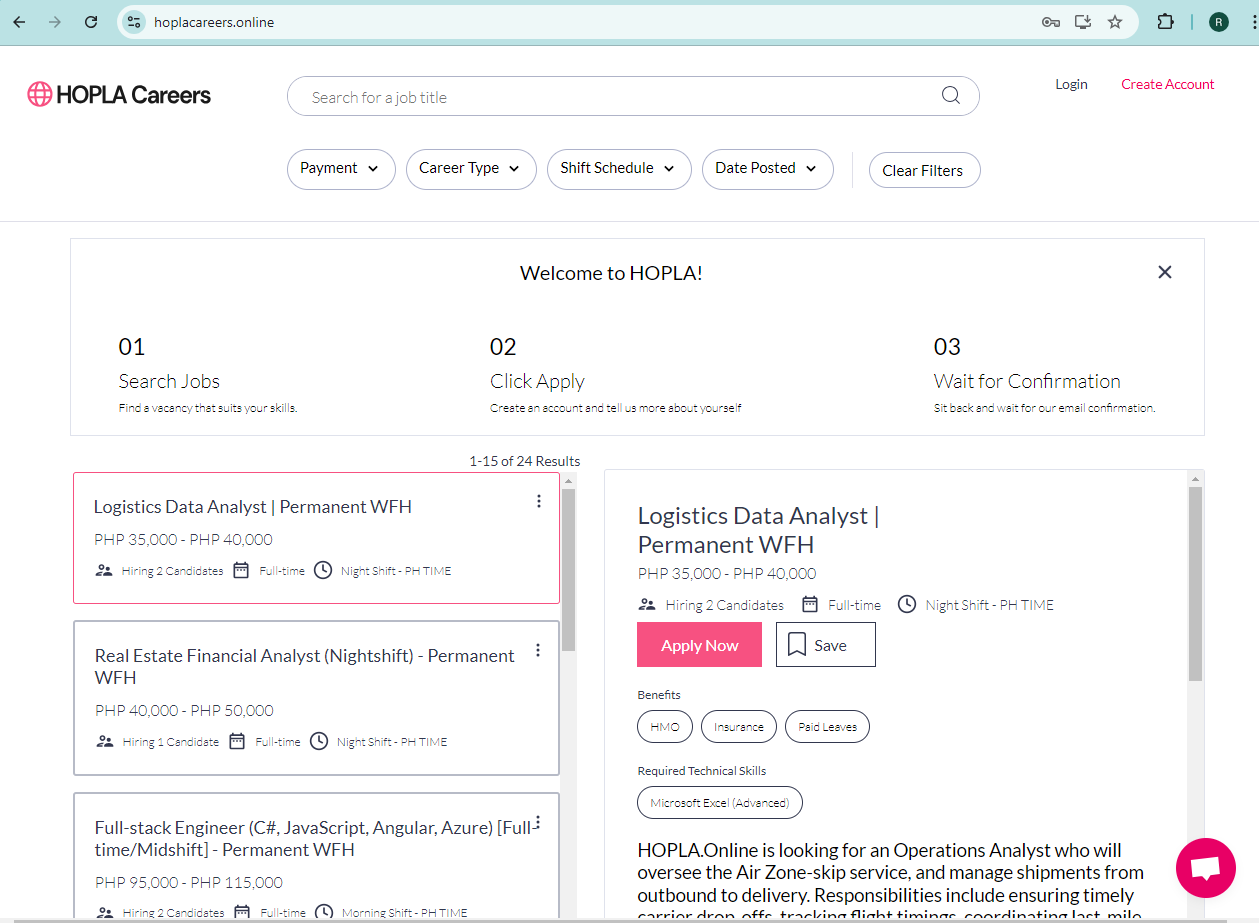 hoplacareers.online
R
HOPLA Careers
Search for a job title
Login
Create Account
Payment
Career Type
Shift Schedule
Date Posted
Clear Filters
Welcome to HOPLA!
01
Search Jobs
Find a vacancy that suits your skills.
02
Click Apply
Create an account and tell us more about yourself
03
Wait for Confirmation
Sit back and wait for our email confirmation.
1-15 of 24 Results
Logistics Data Analyst | Permanent WFH
PHP 35,000 - PHP 40,000
Hiring 2 Candidates
Full-time
Night Shift - PH TIME
Real Estate Financial Analyst (Nightshift) - Permanent
WFH
PHP 40,000 - PHP 50,000
Hiring 1 Candidate
Full-time
Night Shift - PH TIME
Full-stack Engineer (C#, JavaScript, Angular, Azure) [Full-
time/Midshift] - Permanent WFH
PHP 95,000 - PHP 115,000
Hiring 2 Candidates
Full-time
Morning Shift - PH TIME
Logistics Data Analyst |
Permanent WFH
PHP 35,000 - PHP 40,000
Hiring 2 Candidates
Full-time
Night Shift - PH TIME
Apply Now
Save
Benefits
HMO
Insurance
Paid Leaves
Required Technical Skills
Microsoft Excel (Advanced)
HOPLA.Online is looking for an Operations Analyst who will
oversee the Air Zone-skip service, and manage shipments from
outbound to delivery. Responsibilities include ensuring timely
carrier drop-offs, tracking flight timings, coordinating last-mile